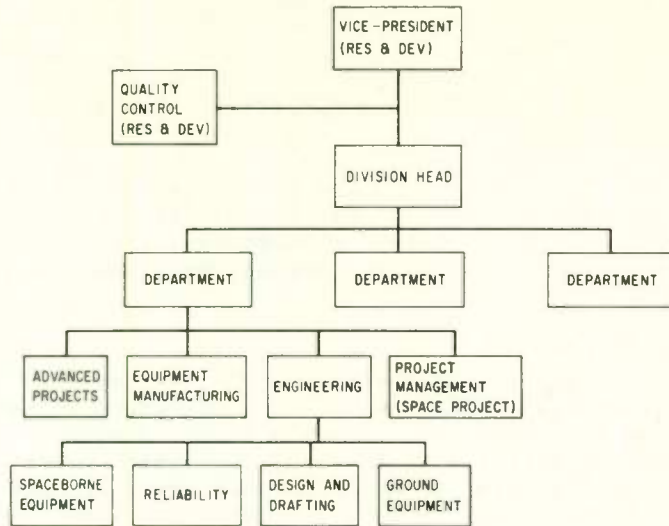 VICE-PRESIDENT
(RES & DEV)
QUALITY
CONTROL
(RES & DEV)
DIVISION HEAD
DEPARTMENT
DEPARTMENT
DEPARTMENT
ADVANCED
PROJECTS
EQUIPMENT
MANUFACTURING
ENGINEERING
PROJECT
MANAGEMENT
(SPACE PROJECT)
SPACEBORNE
EQUIPMENT
RELIABILITY
DESIGN AND
DRAFTING
GROUND
EQUIPMENT